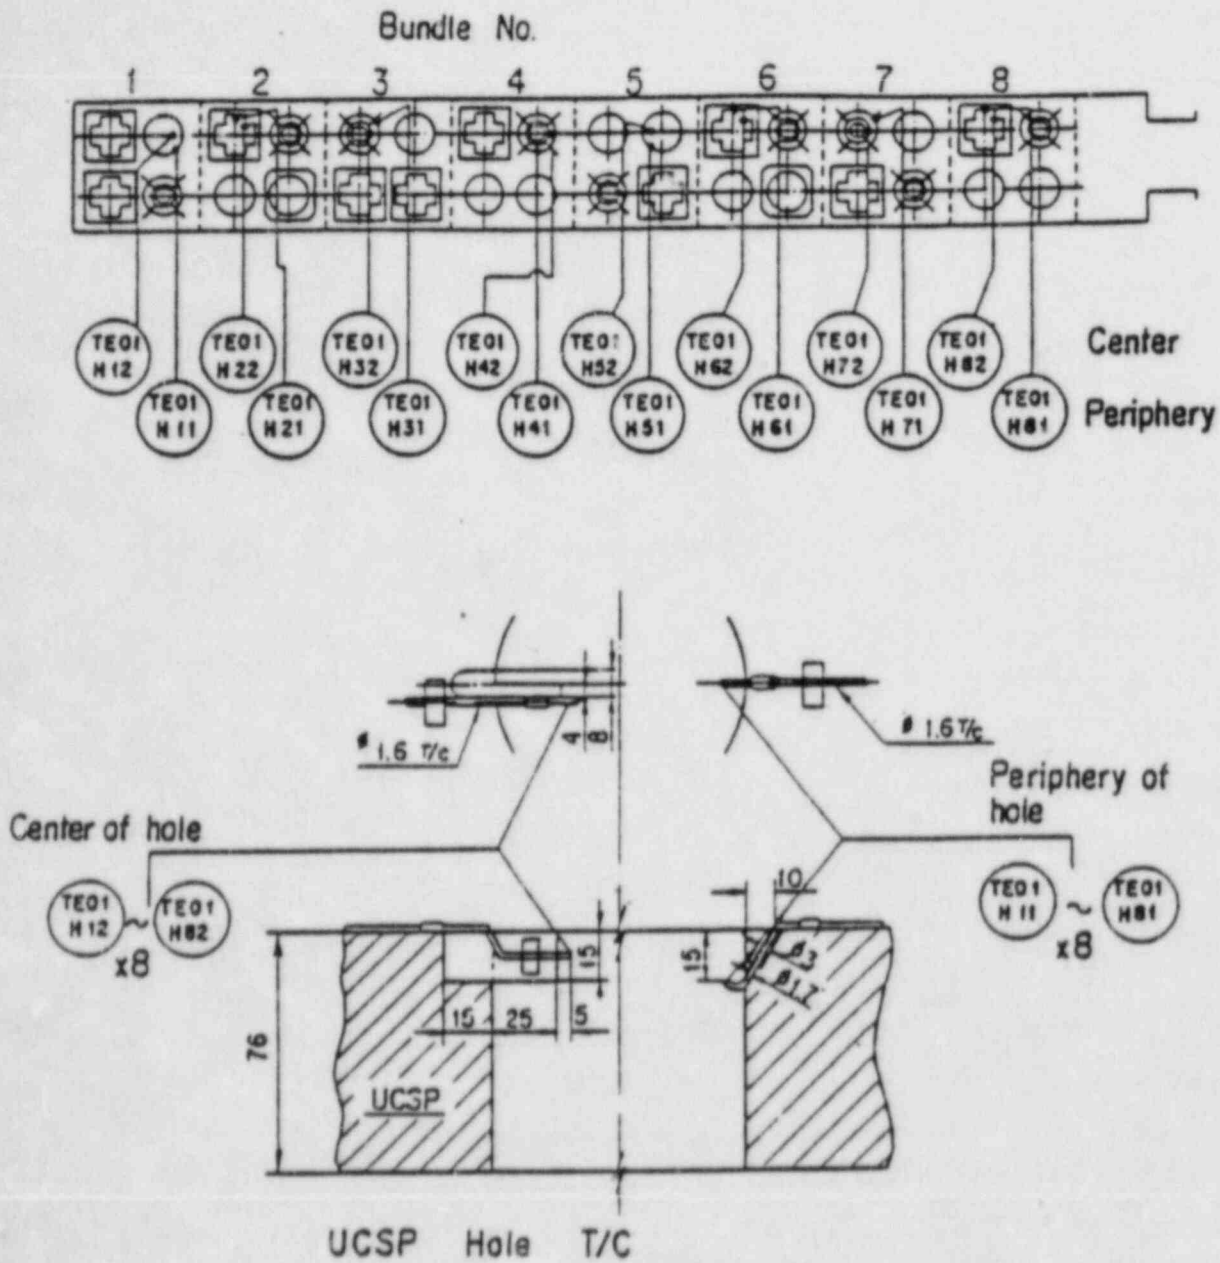 Bundle No.
1 2 3 4 5 6 7 8
TE01 H12
TE01 H22
TE01 H32
TE01 H42
TE01 H52
TE01 H62
TE01 H72
TE01 H82
Center
TE01 H11
TE01 H21
TE01 H31
TE01 H41
TE01 H51
TE01 H61
TE01 H71
TE01 H81
Periphery
ø 1.6 T/c
4
8
ø 1.6 T/c
Center of hole
Periphery of
hole
TE01 H12 ~ TE01 H82
x8
TE01 H11 ~ TE01 H81
x8
10
15
15
ø3
ø1.7
15 25 5
76
UCSP
UCSP Hole T/C